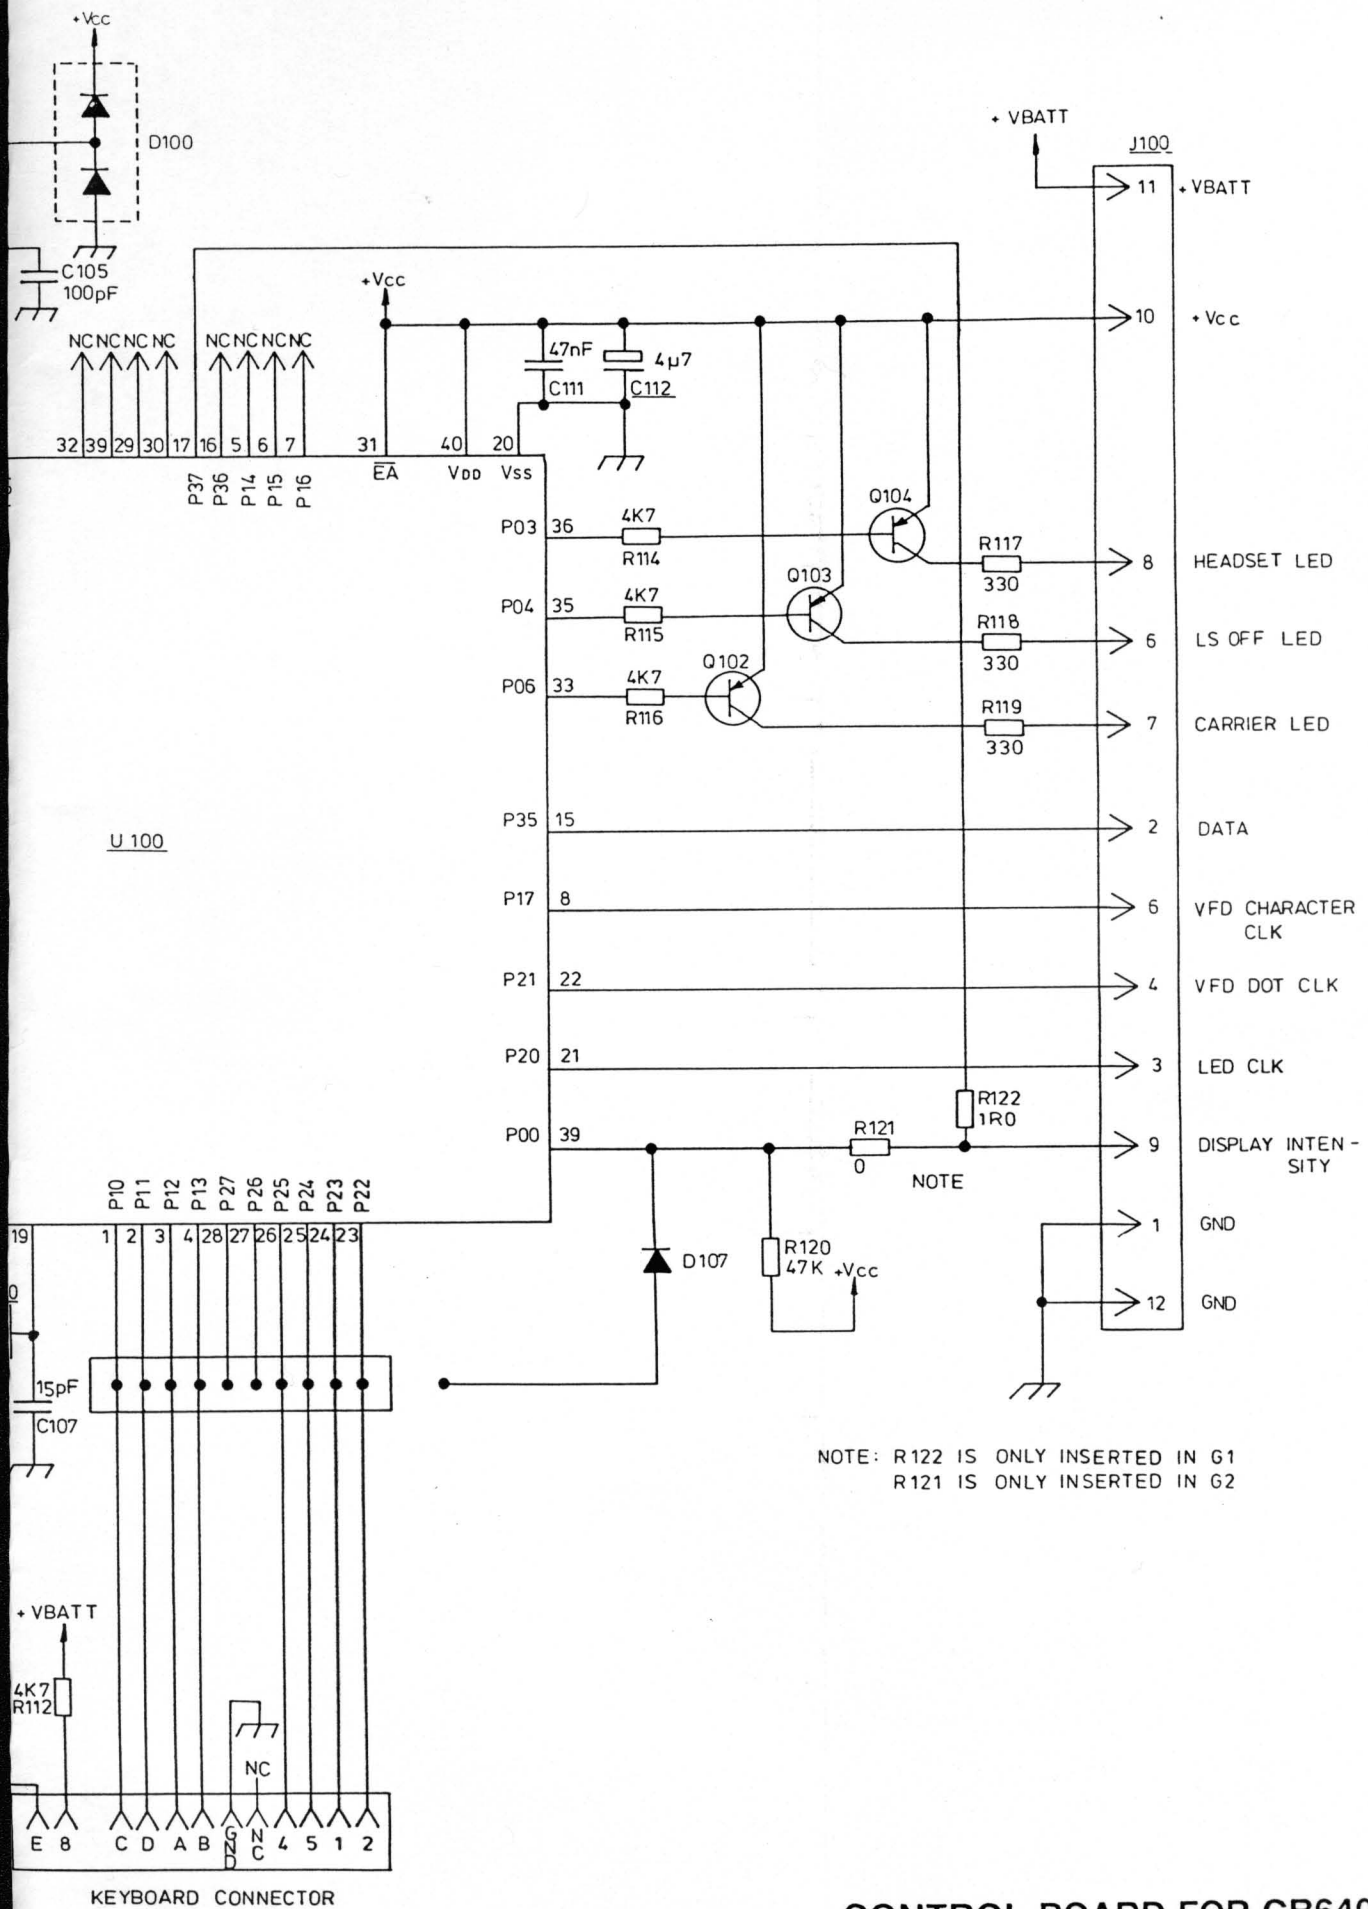 +Vcc
D100
+ VBATT
J100
11 +VBATT
C105
100pF
+Vcc
10 +Vcc
NC NC NC NC NC NC NC NC
47nF
4µ7
C111
C112
32 39 29 30 17 16 5 6 7 31 40 20
P37 P36 P14 P15 P16 EA VDD VSS
Q104
P03 36 4K7
R114
R117
330
8 HEADSET LED
Q103
P04 35 4K7
R115
R118
330
6 LS OFF LED
Q102
P06 33 4K7
R116
R119
330
7 CARRIER LED
P35 15 2 DATA
U 100
P17 8 6 VFD CHARACTER
CLK
P21 22 4 VFD DOT CLK
P20 21 3 LED CLK
R122
1R0
P00 39 R121
0
NOTE
9 DISPLAY INTEN-
SITY
P10 P11 P12 P13 P27 P26 P25 P24 P23 P22
19 1 2 3 4 28 27 26 25 24 23
1 GND
D107
R120
47K +Vcc
12 GND
0
15pF
C107
NOTE: R122 IS ONLY INSERTED IN G1
R121 IS ONLY INSERTED IN G2
+ VBATT
4K7
R112
NC
E 8 C D A B GND NC 4 5 1 2
KEYBOARD CONNECTOR